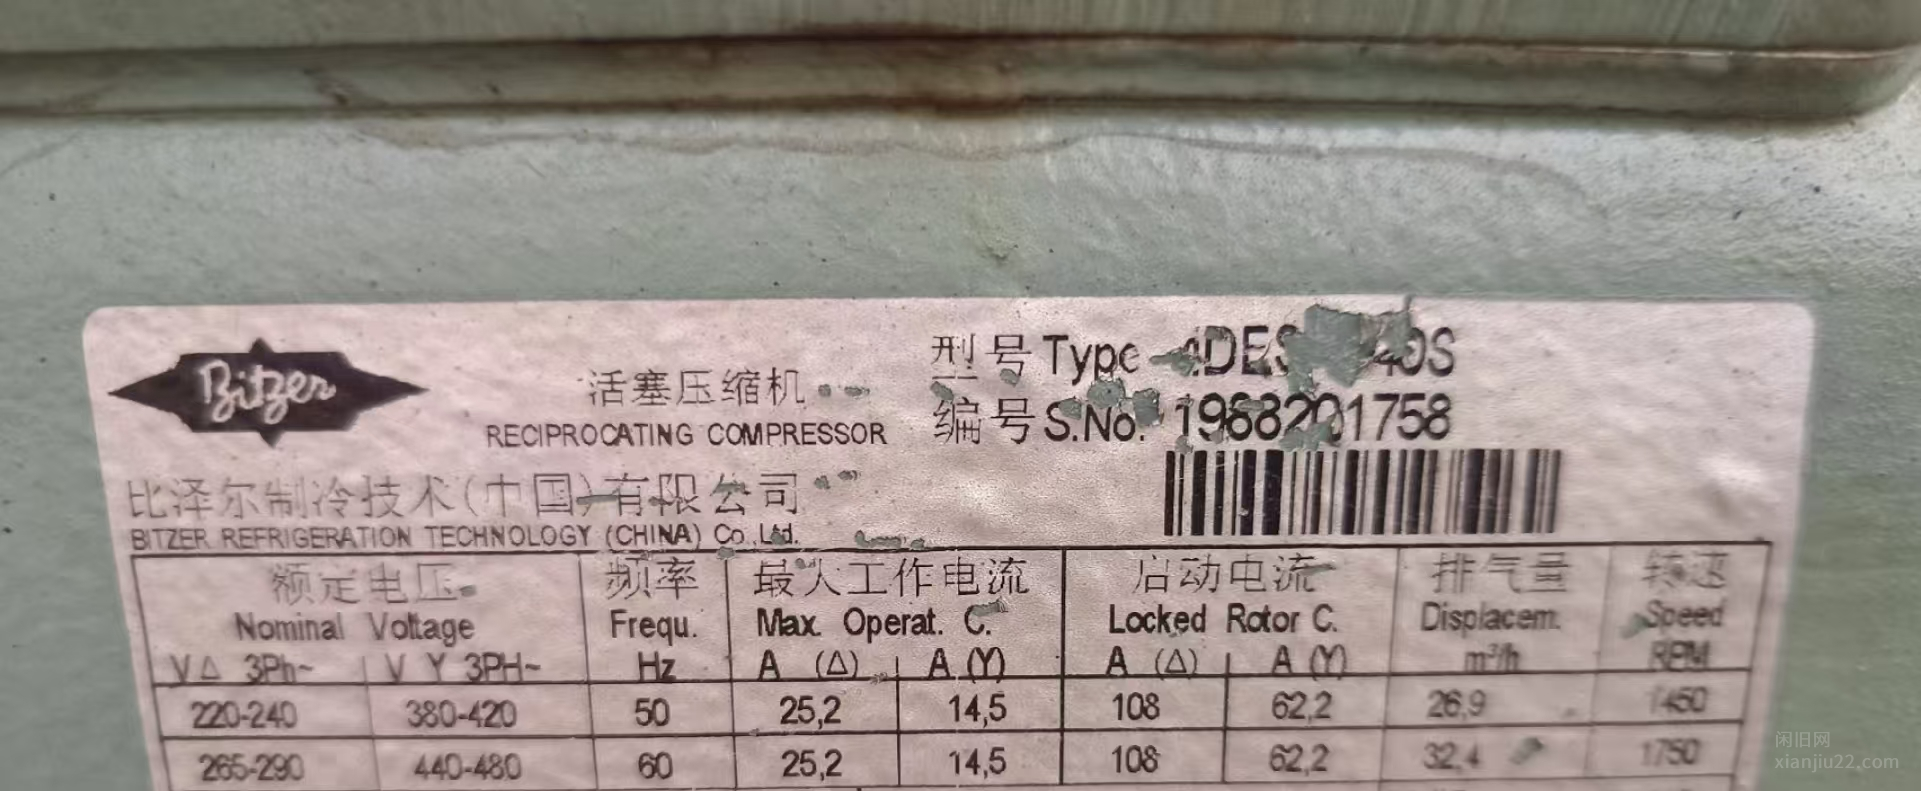 Bitzer
活塞压缩机
RECIPROCATING COMPRESSOR
型号 Type
编号 S.No. 1968201758
比泽尔制冷技术(中国)有限公司
BITZER REFRIGERATION TECHNOLOGY (CHINA) Co.,Ltd.
额定电压 频率 最大工作电流 启动电流 排气量 转速
Nominal Voltage Frequ. Max. Operat. C. Locked Rotor C. Displacem. Speed
V△ 3Ph~ V Y 3PH~ Hz A (△) A (Y) A (△) A (Y) m³/h RPM
220-240 380-420 50 25,2 14,5 108 62,2 26,9 1450
265-290 440-480 60 25,2 14,5 108 62,2 32,4 1750
闲旧网
xianjiu22.com